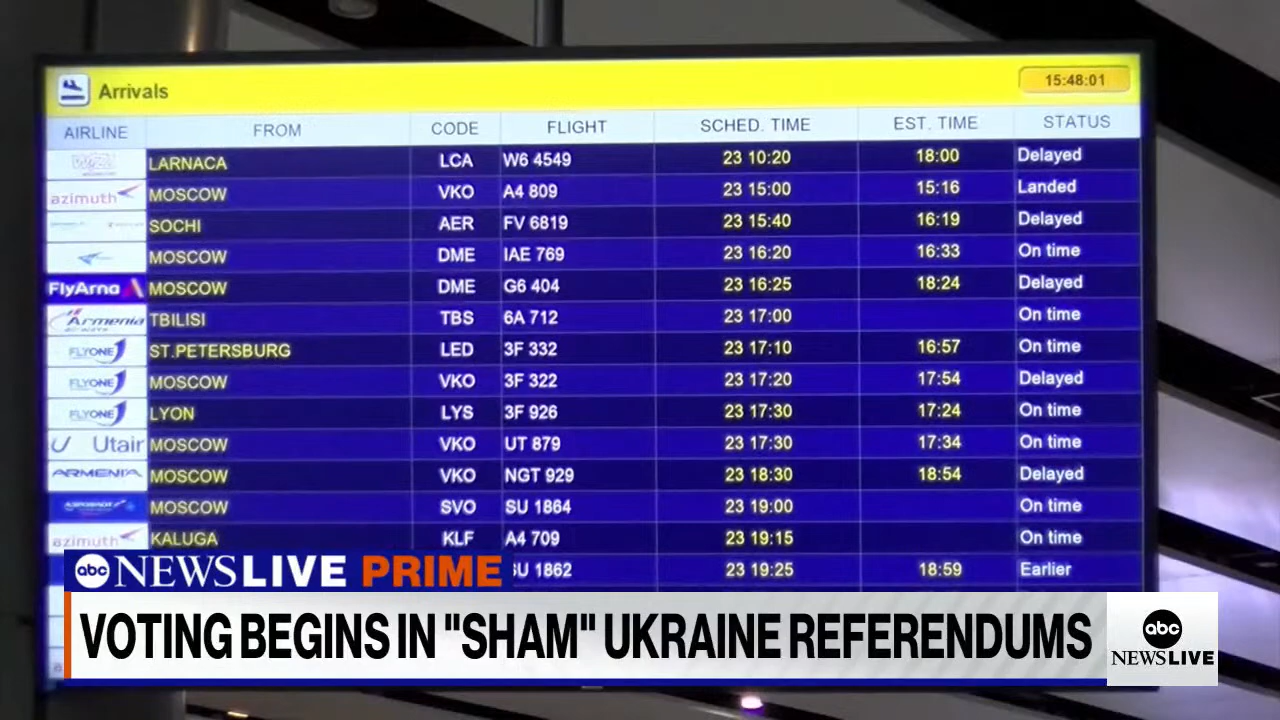 Arrivals 15:48:01
AIRLINE FROM CODE FLIGHT SCHED. TIME EST. TIME STATUS
LARNACA LCA W6 4549 23 10:20 18:00 Delayed
azimuth MOSCOW VKO A4 809 23 15:00 15:16 Landed
SOCHI AER FV 6819 23 15:40 16:19 Delayed
MOSCOW DME IAE 769 23 16:20 16:33 On time
FlyArna MOSCOW DME G6 404 23 16:25 18:24 Delayed
Armenia TBILISI TBS 6A 712 23 17:00 On time
FLYONE ST.PETERSBURG LED 3F 332 23 17:10 16:57 On time
FLYONE MOSCOW VKO 3F 322 23 17:20 17:54 Delayed
FLYONE LYON LYS 3F 926 23 17:30 17:24 On time
Utair MOSCOW VKO UT 879 23 17:30 17:34 On time
ARMENIA MOSCOW VKO NGT 929 23 18:30 18:54 Delayed
MOSCOW SVO SU 1864 23 19:00 On time
azimuth KALUGA KLF A4 709 23 19:15 On time
SU 1862 23 19:25 18:59 Earlier
abc NEWS LIVE PRIME
VOTING BEGINS IN "SHAM" UKRAINE REFERENDUMS
abc
NEWS LIVE